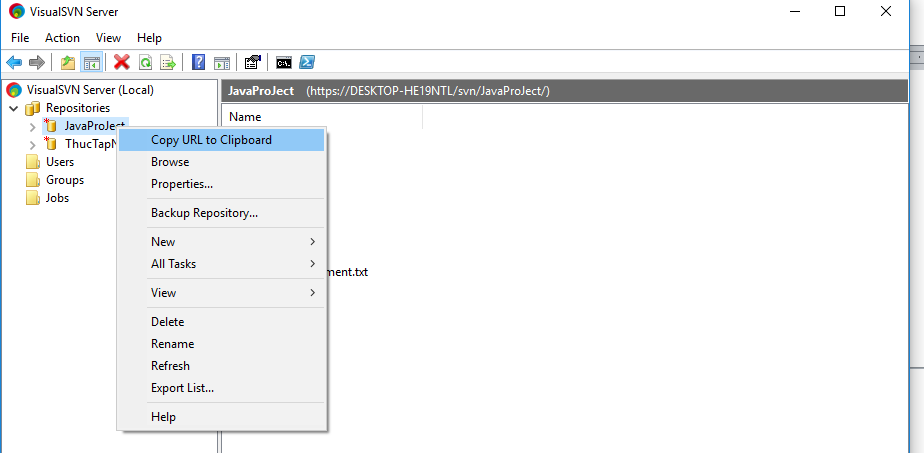 VisualSVN Server
File Action View Help
VisualSVN Server (Local)
Repositories
JavaProJect
ThucTapN
Users
Groups
Jobs
JavaProJect (https://DESKTOP-HE19NTL/svn/JavaProJect/)
Name
ment.txt
Copy URL to Clipboard
Browse
Properties...
Backup Repository...
New
All Tasks
View
Delete
Rename
Refresh
Export List...
Help